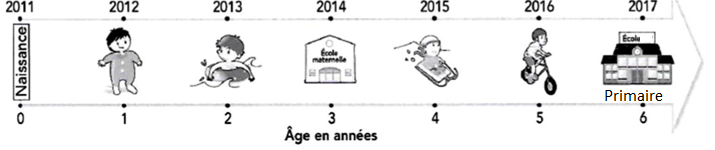 2011 2012 2013 2014 2015 2016 2017
Naissance
École
maternelle
École
Primaire
0 1 2 3 4 5 6
Âge en années